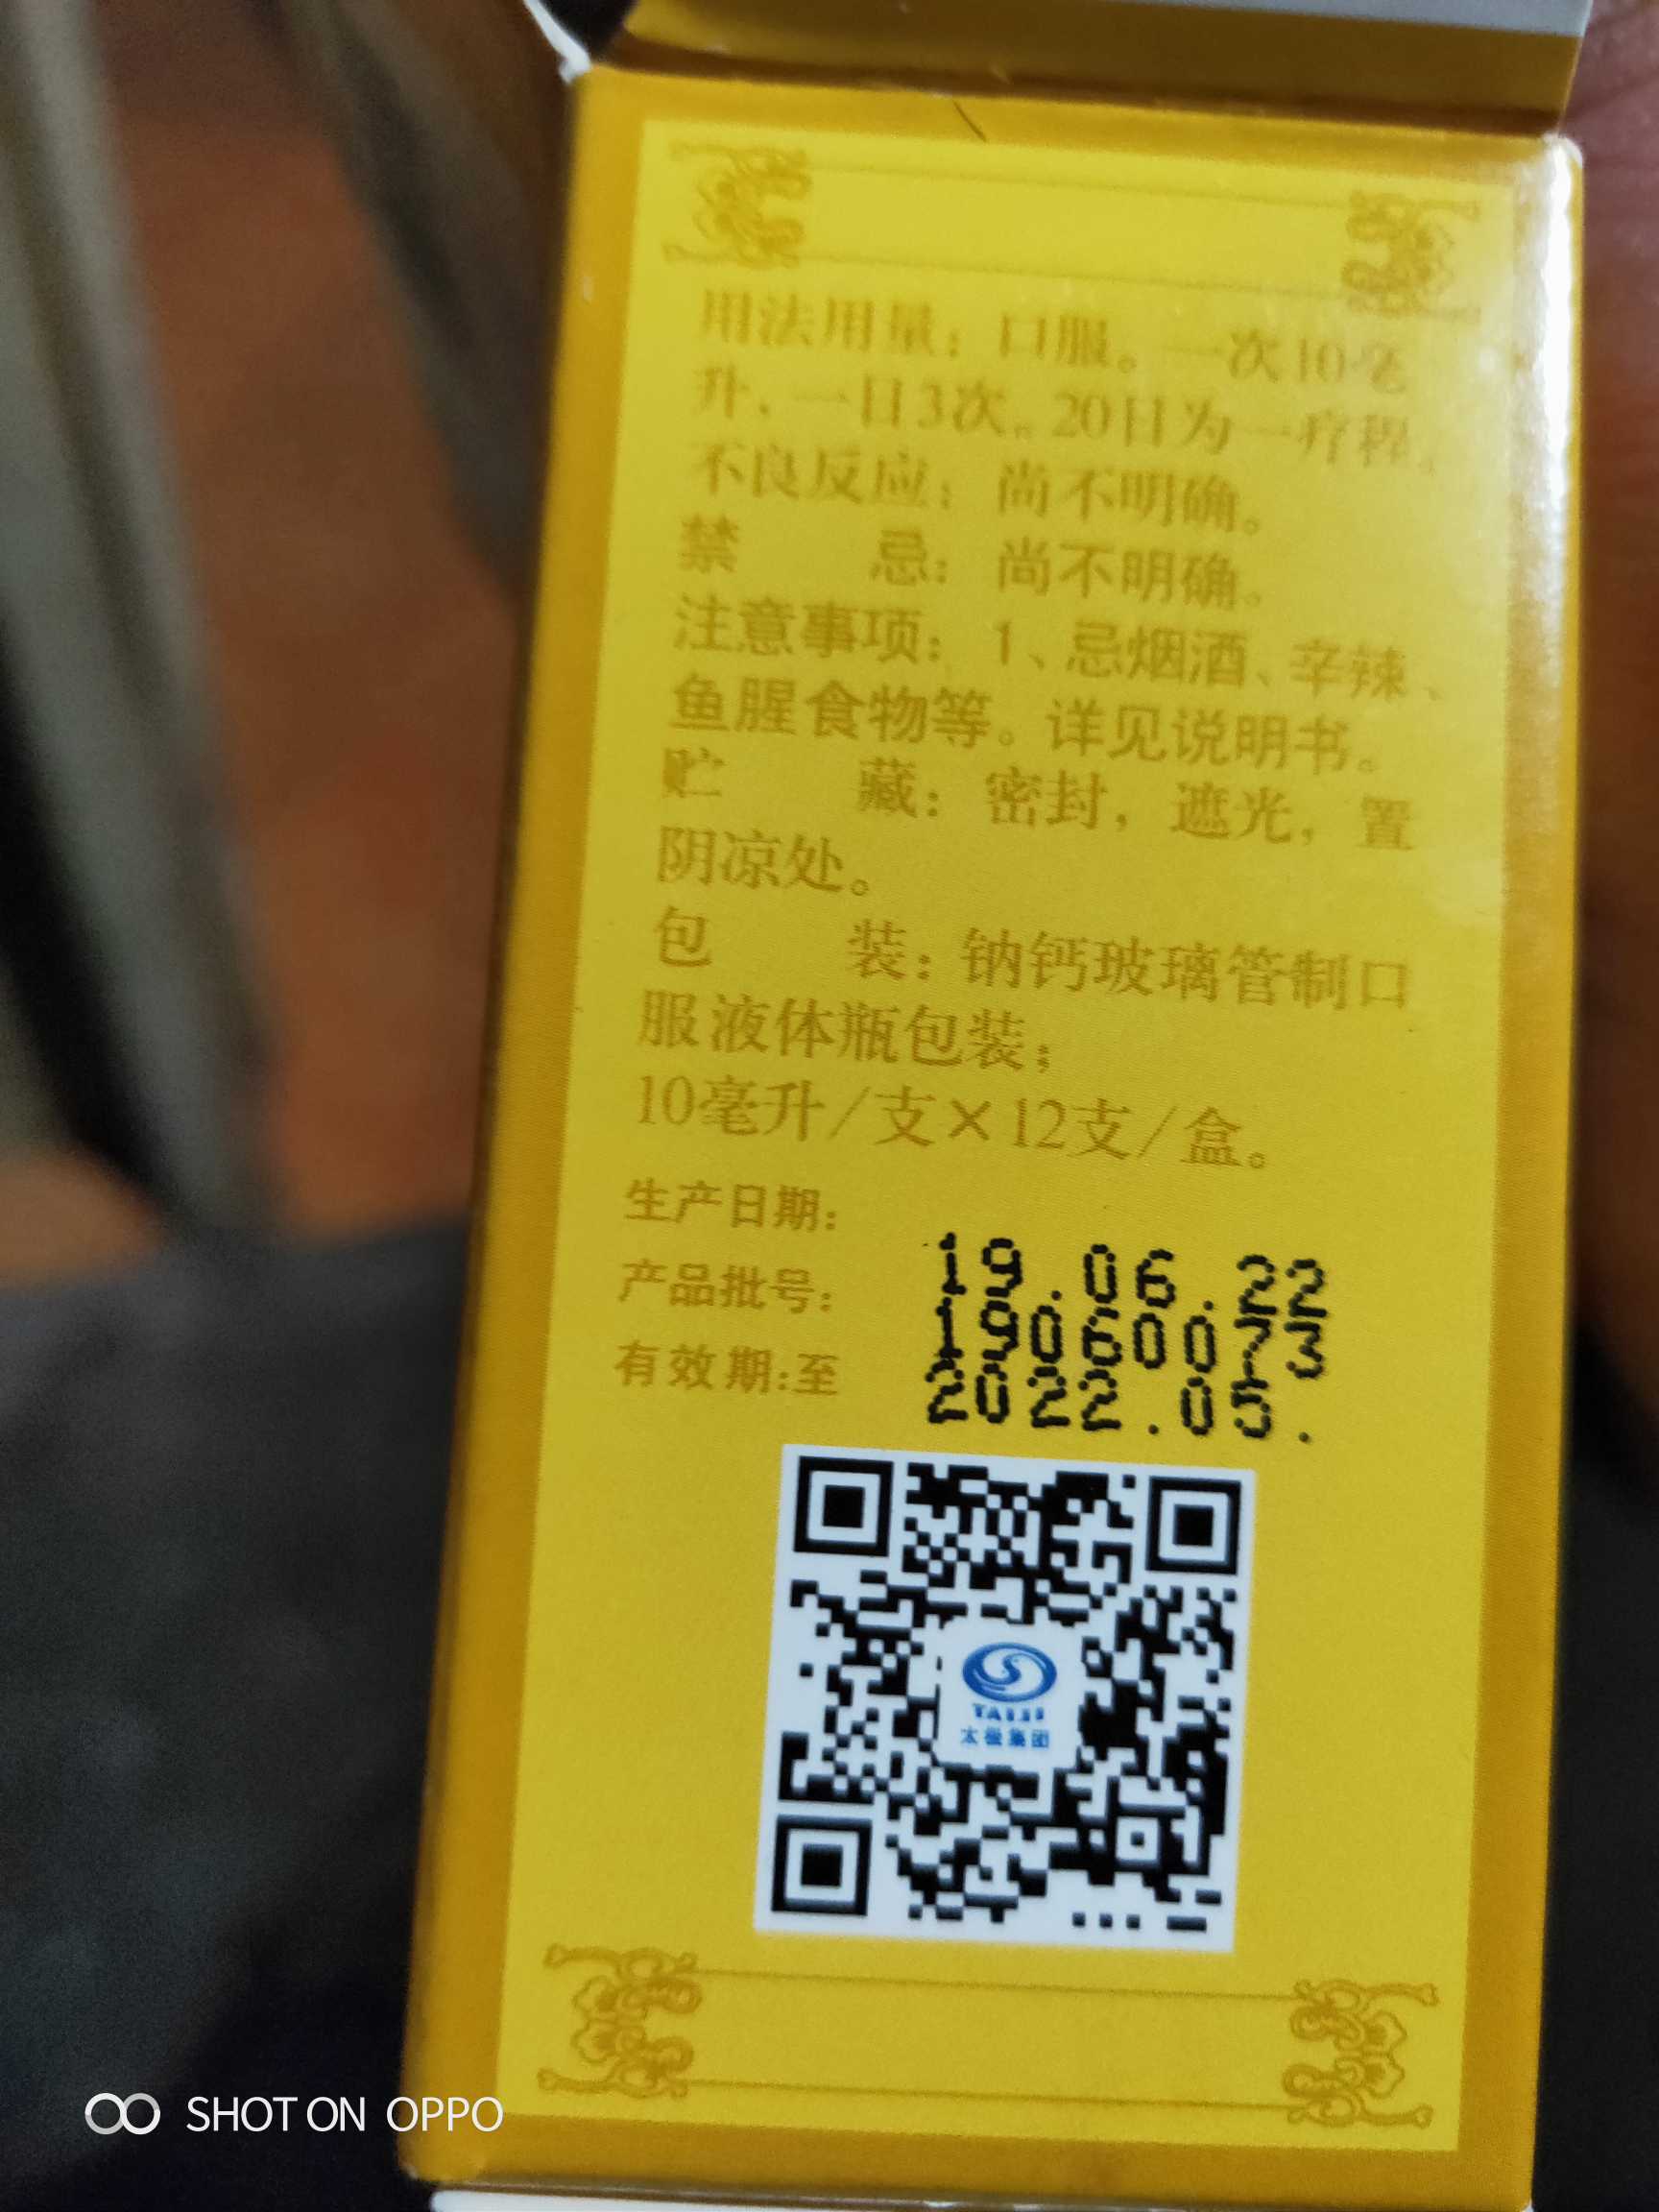 用法用量：口服。一次10毫
升，一日3次。20日为一疗程。
不良反应：尚不明确。
禁 忌：尚不明确。
注意事项：1、忌烟酒、辛辣、
鱼腥食物等。详见说明书。
贮 藏：密封，遮光，置
阴凉处。
包 装：钠钙玻璃管制口
服液体瓶包装；
10毫升/支×12支/盒。
生产日期：19.06.22
产品批号：19060073
有效期:至 2022.05.
TAIJI
太极集团
SHOT ON OPPO